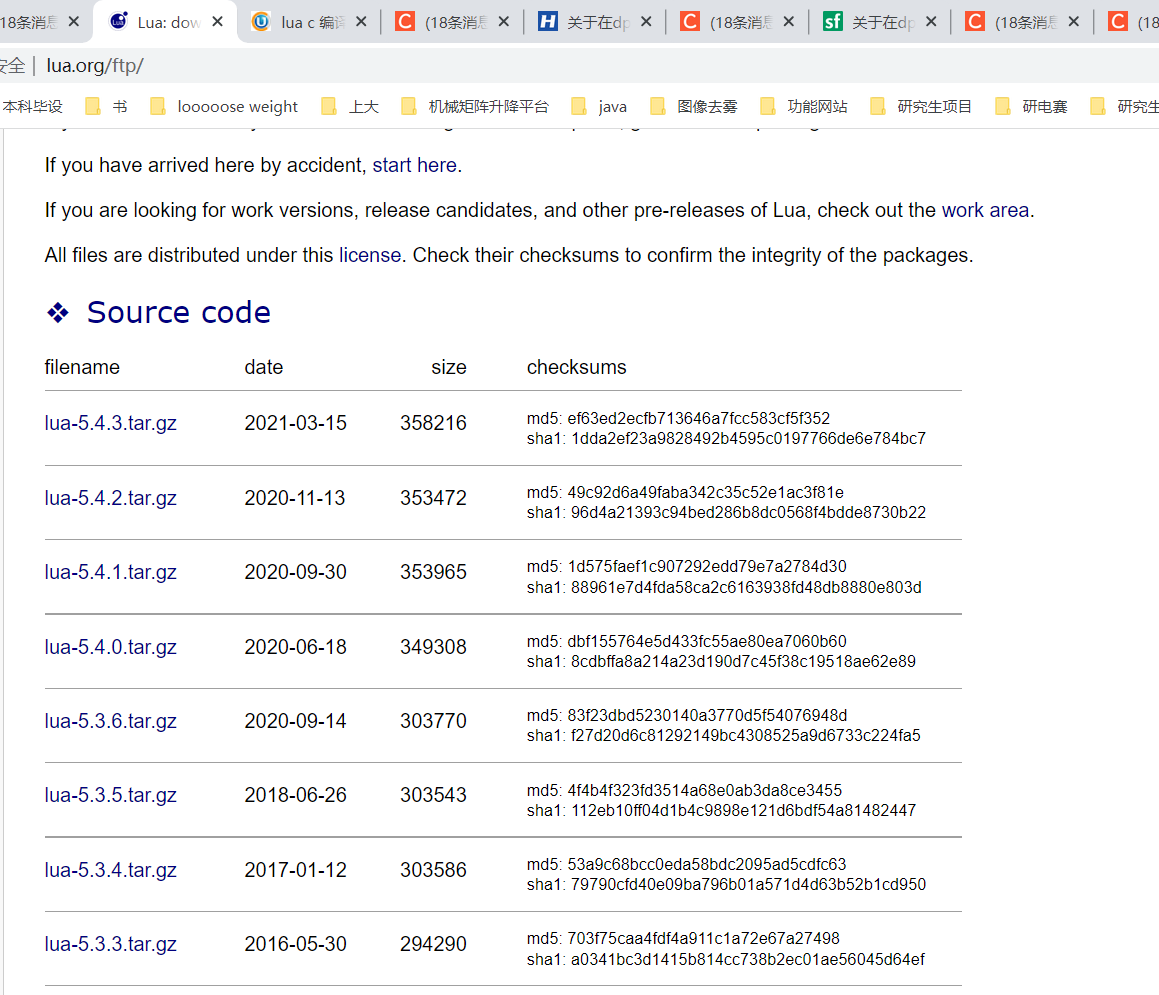 18条消息
Lua: dow
lua c 编译
(18条消息
关于在dp
(18条消息
关于在dp
(18条消息
(18
安全 | lua.org/ftp/
本科毕设
书
looooose weight
上大
机械矩阵升降平台
java
图像去雾
功能网站
研究生项目
研电赛
研究生
If you have arrived here by accident, start here.
If you are looking for work versions, release candidates, and other pre-releases of Lua, check out the work area.
All files are distributed under this license. Check their checksums to confirm the integrity of the packages.
❖ Source code
filename date size checksums
lua-5.4.3.tar.gz 2021-03-15 358216 md5: ef63ed2ecfb713646a7fcc583cf5f352
sha1: 1dda2ef23a9828492b4595c0197766de6e784bc7
lua-5.4.2.tar.gz 2020-11-13 353472 md5: 49c92d6a49faba342c35c52e1ac3f81e
sha1: 96d4a21393c94bed286b8dc0568f4bdde8730b22
lua-5.4.1.tar.gz 2020-09-30 353965 md5: 1d575faef1c907292edd79e7a2784d30
sha1: 88961e7d4fda58ca2c6163938fd48db8880e803d
lua-5.4.0.tar.gz 2020-06-18 349308 md5: dbf155764e5d433fc55ae80ea7060b60
sha1: 8cdbffa8a214a23d190d7c45f38c19518ae62e89
lua-5.3.6.tar.gz 2020-09-14 303770 md5: 83f23dbd5230140a3770d5f54076948d
sha1: f27d20d6c81292149bc4308525a9d6733c224fa5
lua-5.3.5.tar.gz 2018-06-26 303543 md5: 4f4b4f323fd3514a68e0ab3da8ce3455
sha1: 112eb10ff04d1b4c9898e121d6bdf54a81482447
lua-5.3.4.tar.gz 2017-01-12 303586 md5: 53a9c68bcc0eda58bdc2095ad5cdfc63
sha1: 79790cfd40e09ba796b01a571d4d63b52b1cd950
lua-5.3.3.tar.gz 2016-05-30 294290 md5: 703f75caa4fdf4a911c1a72e67a27498
sha1: a0341bc3d1415b814cc738b2ec01ae56045d64ef